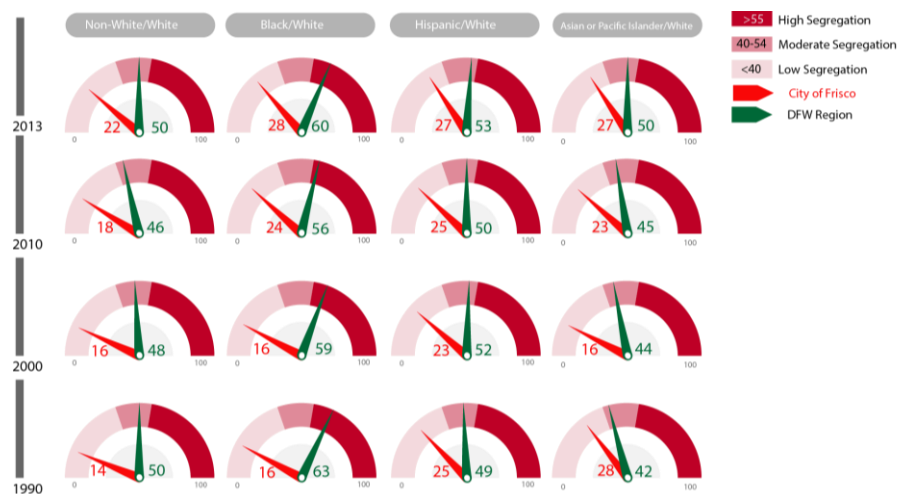 Non-White/White Black/White Hispanic/White Asian or Pacific Islander/White
>55 High Segregation
40-54 Moderate Segregation
<40 Low Segregation
City of Frisco
DFW Region
2013
22 50 28 60 27 53 27 50
0 100 0 100 0 100 0 100
2010
18 46 24 56 25 50 23 45
0 100 0 100 0 100 0 100
2000
16 48 16 59 23 52 16 44
0 100 0 100 0 100 0 100
1990
14 50 16 63 25 49 28 42
0 100 0 100 0 100 0 100